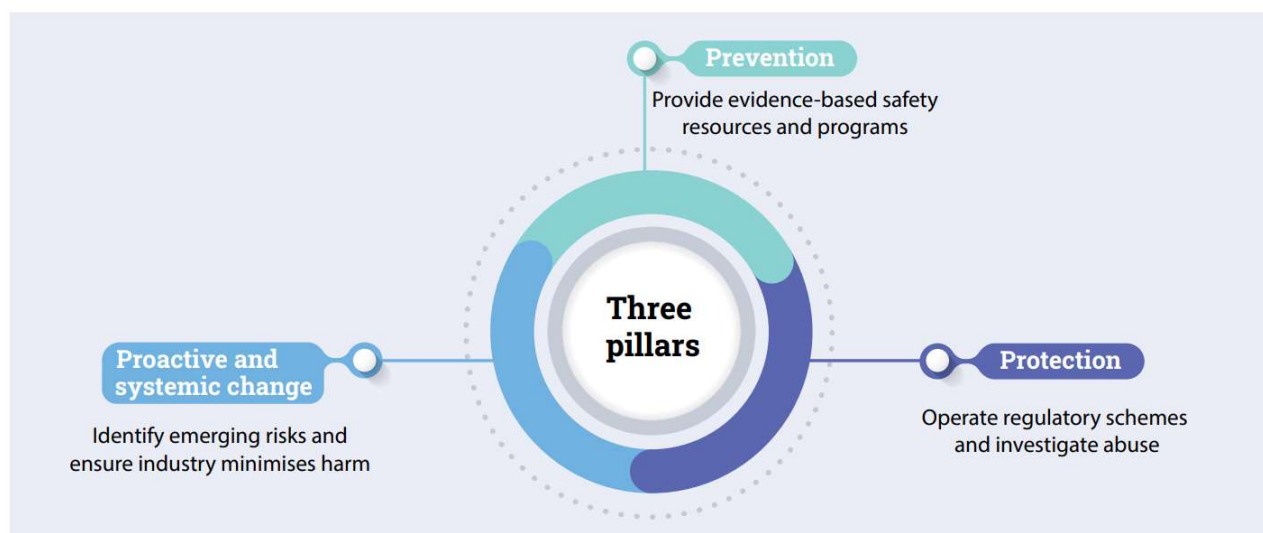 Prevention
Provide evidence-based safety
resources and programs
Three
pillars
Proactive and
systemic change
Identify emerging risks and
ensure industry minimises harm
Protection
Operate regulatory schemes
and investigate abuse